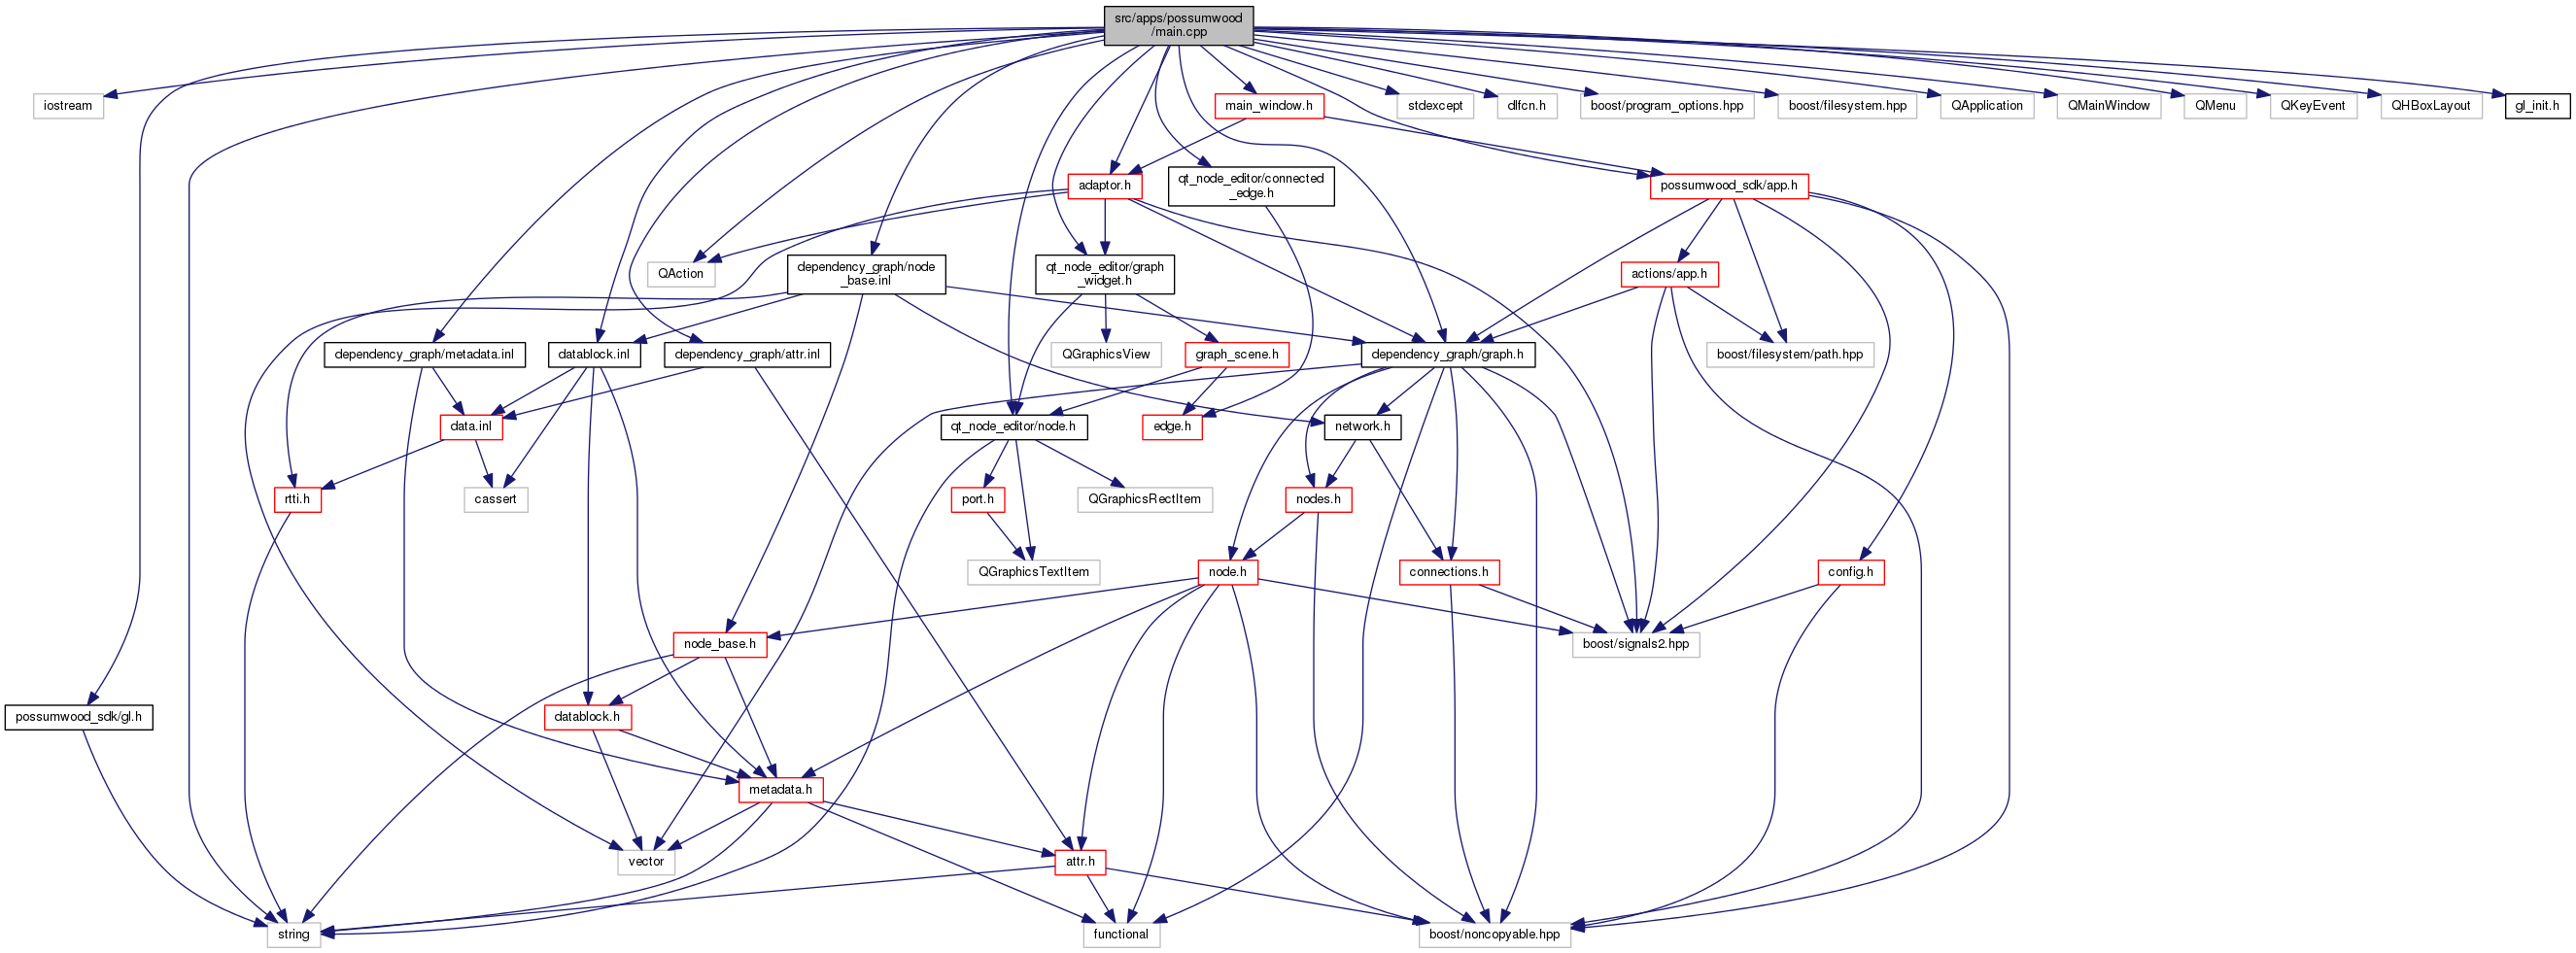 src/apps/possumwood
/main.cpp
iostream
main_window.h
stdexcept
dlfcn.h
boost/program_options.hpp
boost/filesystem.hpp
QApplication
QMainWindow
QMenu
QKeyEvent
QHBoxLayout
gl_init.h
adaptor.h
qt_node_editor/connected
_edge.h
possumwood_sdk/app.h
QAction
dependency_graph/node
_base.inl
qt_node_editor/graph
_widget.h
actions/app.h
dependency_graph/metadata.inl
datablock.inl
dependency_graph/attr.inl
QGraphicsView
graph_scene.h
dependency_graph/graph.h
boost/filesystem/path.hpp
data.inl
qt_node_editor/node.h
edge.h
network.h
rtti.h
cassert
port.h
QGraphicsRectItem
nodes.h
QGraphicsTextItem
node.h
connections.h
config.h
node_base.h
boost/signals2.hpp
possumwood_sdk/gl.h
datablock.h
metadata.h
vector
attr.h
string
functional
boost/noncopyable.hpp